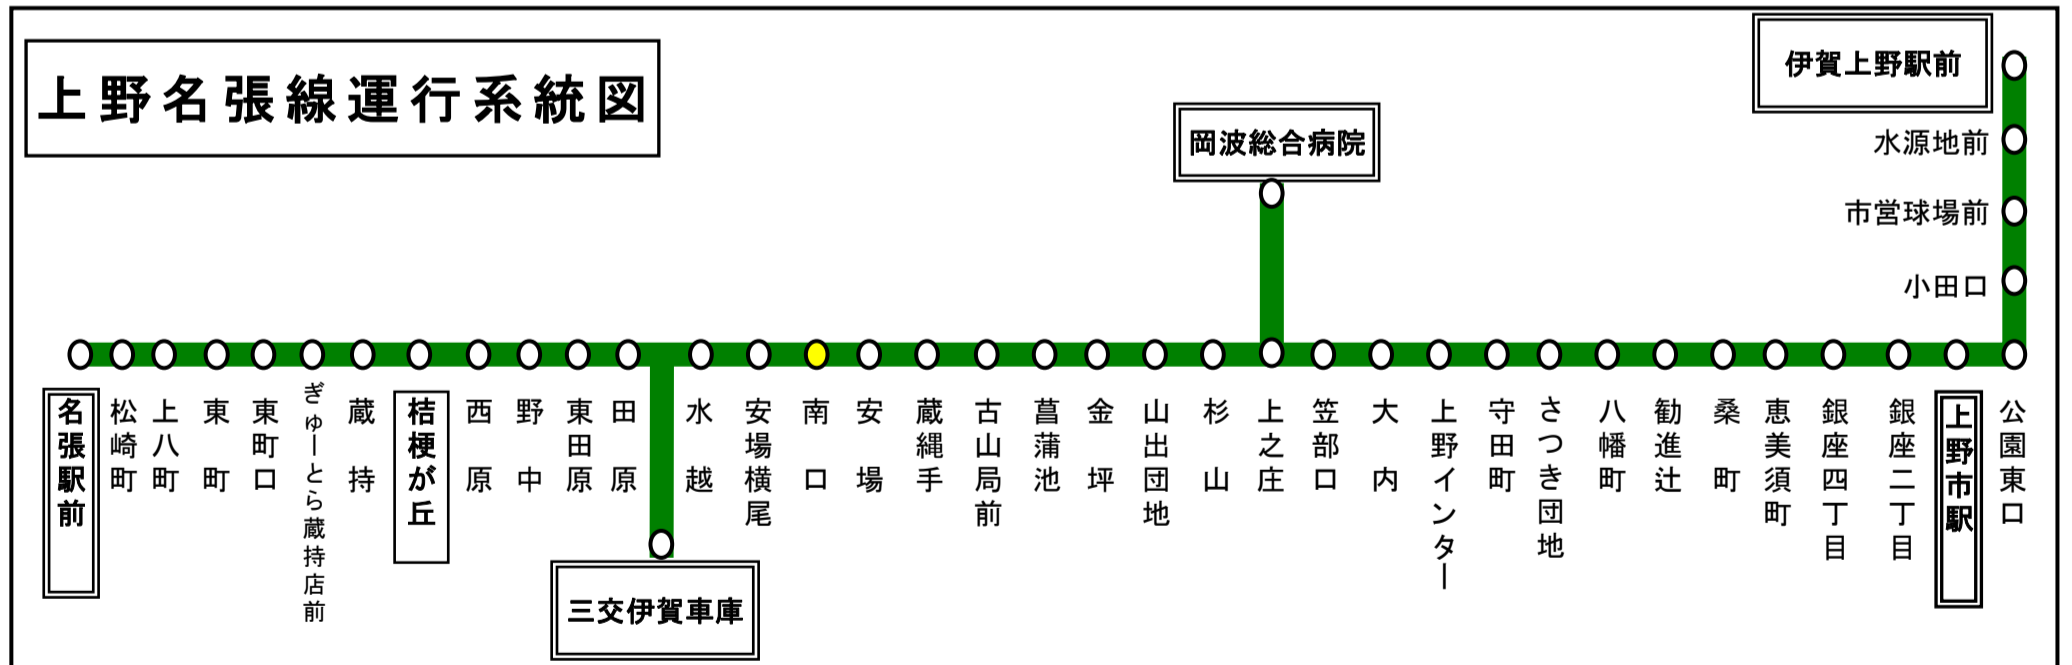 上野名張線運行系統図
伊賀上野駅前
岡波総合病院
水源地前
市営球場前
小田口
名張駅前
松崎町
上八町
東町
東町口
ぎゅーとら蔵持店前
蔵持
桔梗が丘
西原
野中
東田原
田原
水越
安場横尾
南口
安場
蔵縄手
古山局前
菖蒲池
金坪
山出団地
杉山
上之庄
笠部口
大内
上野インター
守田町
さつき団地
八幡町
勧進辻
桑町
恵美須町
銀座四丁目
銀座二丁目
上野市駅
公園東口
三交伊賀車庫